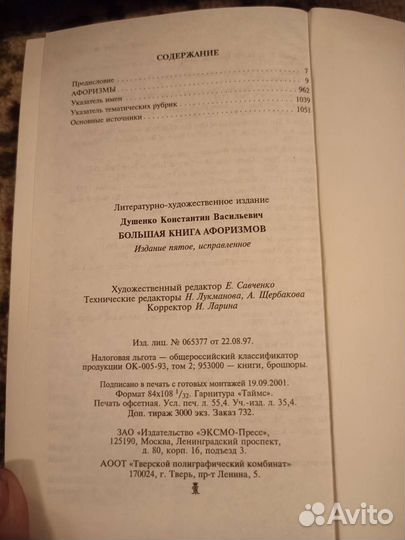 СОДЕРЖАНИЕ
Предисловие 7
АФОРИЗМЫ 9
Указатель имен 962
Указатель тематических рубрик 1039
Основные источники 1051
Литературно-художественное издание
Душенко Константин Васильевич
БОЛЬШАЯ КНИГА АФОРИЗМОВ
Издание пятое, исправленное
Художественный редактор Е. Савченко
Технические редакторы Н. Лукманова, А. Щербакова
Корректор И. Ларина
Изд. лиц. № 065377 от 22.08.97.
Налоговая льгота — общероссийский классификатор
продукции ОК-005-93, том 2; 953000 — книги, брошюры.
Подписано в печать с готовых монтажей 19.09.2001.
Формат 84x108 1/32. Гарнитура «Таймс».
Печать офсетная. Усл. печ. л. 55,4. Уч.-изд. л. 35,4.
Доп. тираж 3000 экз. Заказ 732.
ЗАО «Издательство «ЭКСМО-Пресс»,
125190, Москва, Ленинградский проспект,
д. 80, корп. 16, подъезд 3.
АООТ «Тверской полиграфический комбинат»
170024, г. Тверь, пр-т Ленина, 5.
Avito